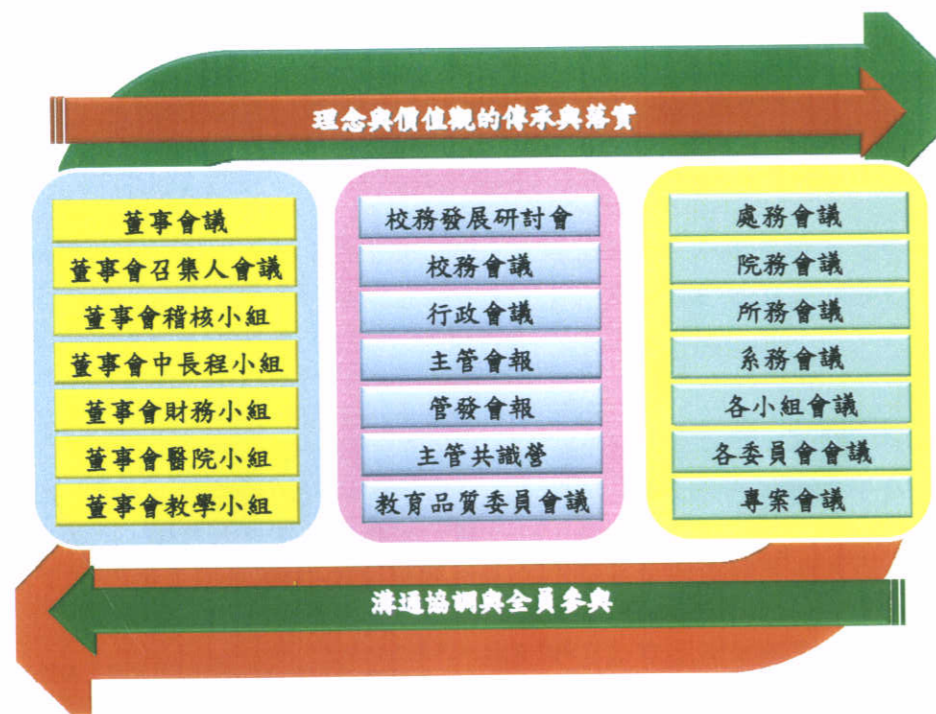 理念與價值觀的傳承與落實
董事會議
董事會召集人會議
董事會稽核小組
董事會中長程小組
董事會財務小組
董事會醫院小組
董事會教學小組
校務發展研討會
校務會議
行政會議
主管會報
管發會報
主管共識營
教育品質委員會議
處務會議
院務會議
所務會議
系務會議
各小組會議
各委員會會議
專案會議
溝通協調與全員參與